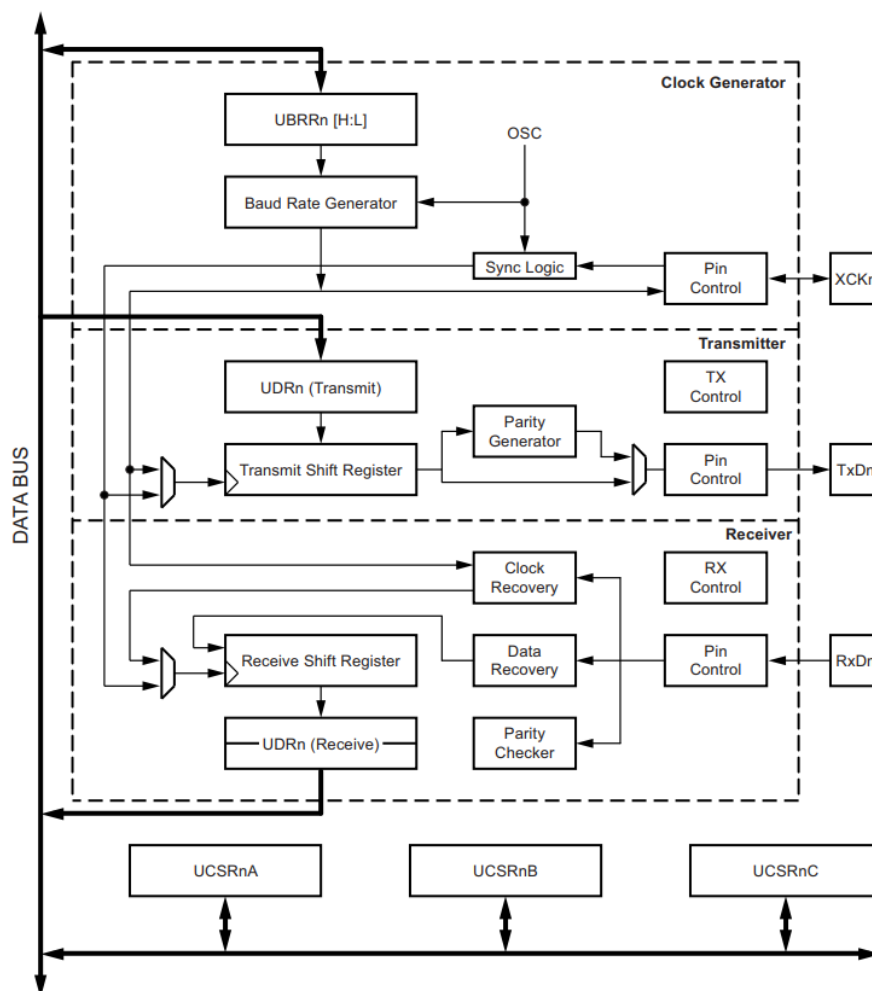 Clock Generator
UBRRn [H:L]
OSC
Baud Rate Generator
Sync Logic
Pin
Control
XCKn
Transmitter
UDRn (Transmit)
TX
Control
Parity
Generator
Transmit Shift Register
Pin
Control
TxDn
DATA BUS
Receiver
Clock
Recovery
RX
Control
Receive Shift Register
Data
Recovery
Pin
Control
RxDn
UDRn (Receive)
Parity
Checker
UCSRnA
UCSRnB
UCSRnC